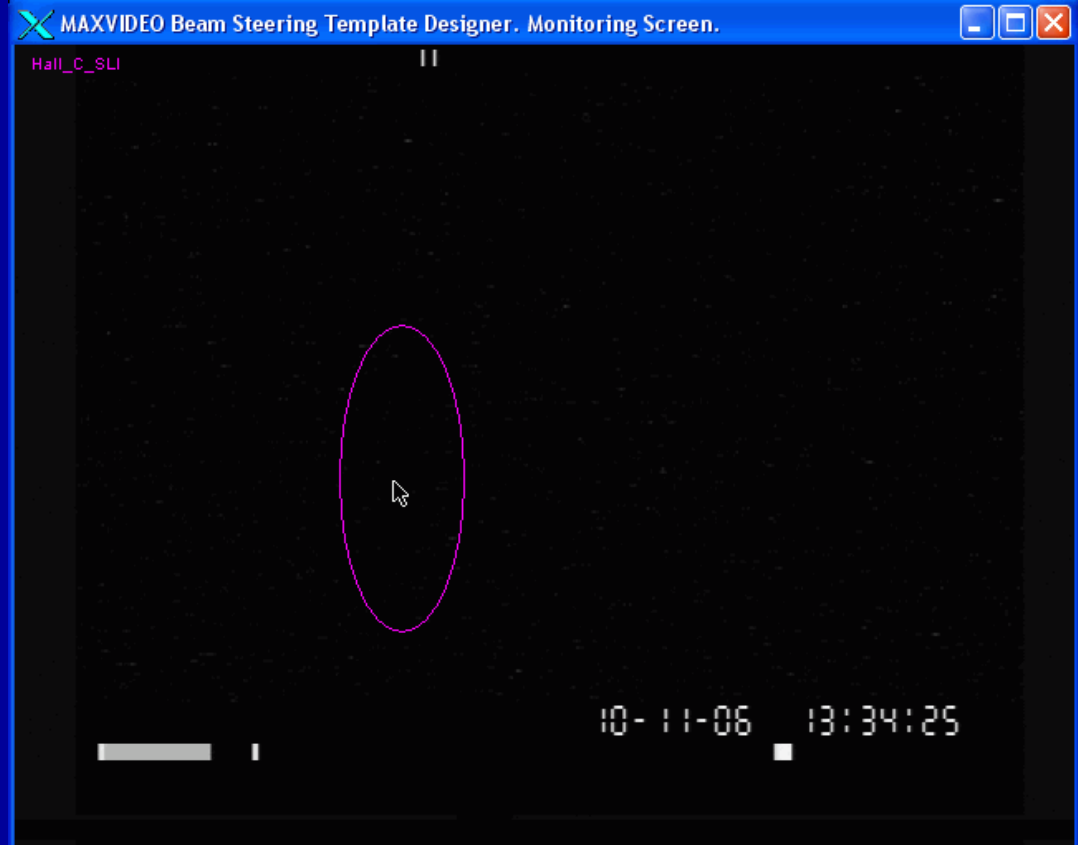 MAXVIDEO Beam Steering Template Designer. Monitoring Screen.
Hall_C_SLI
10-11-06 13:34:25